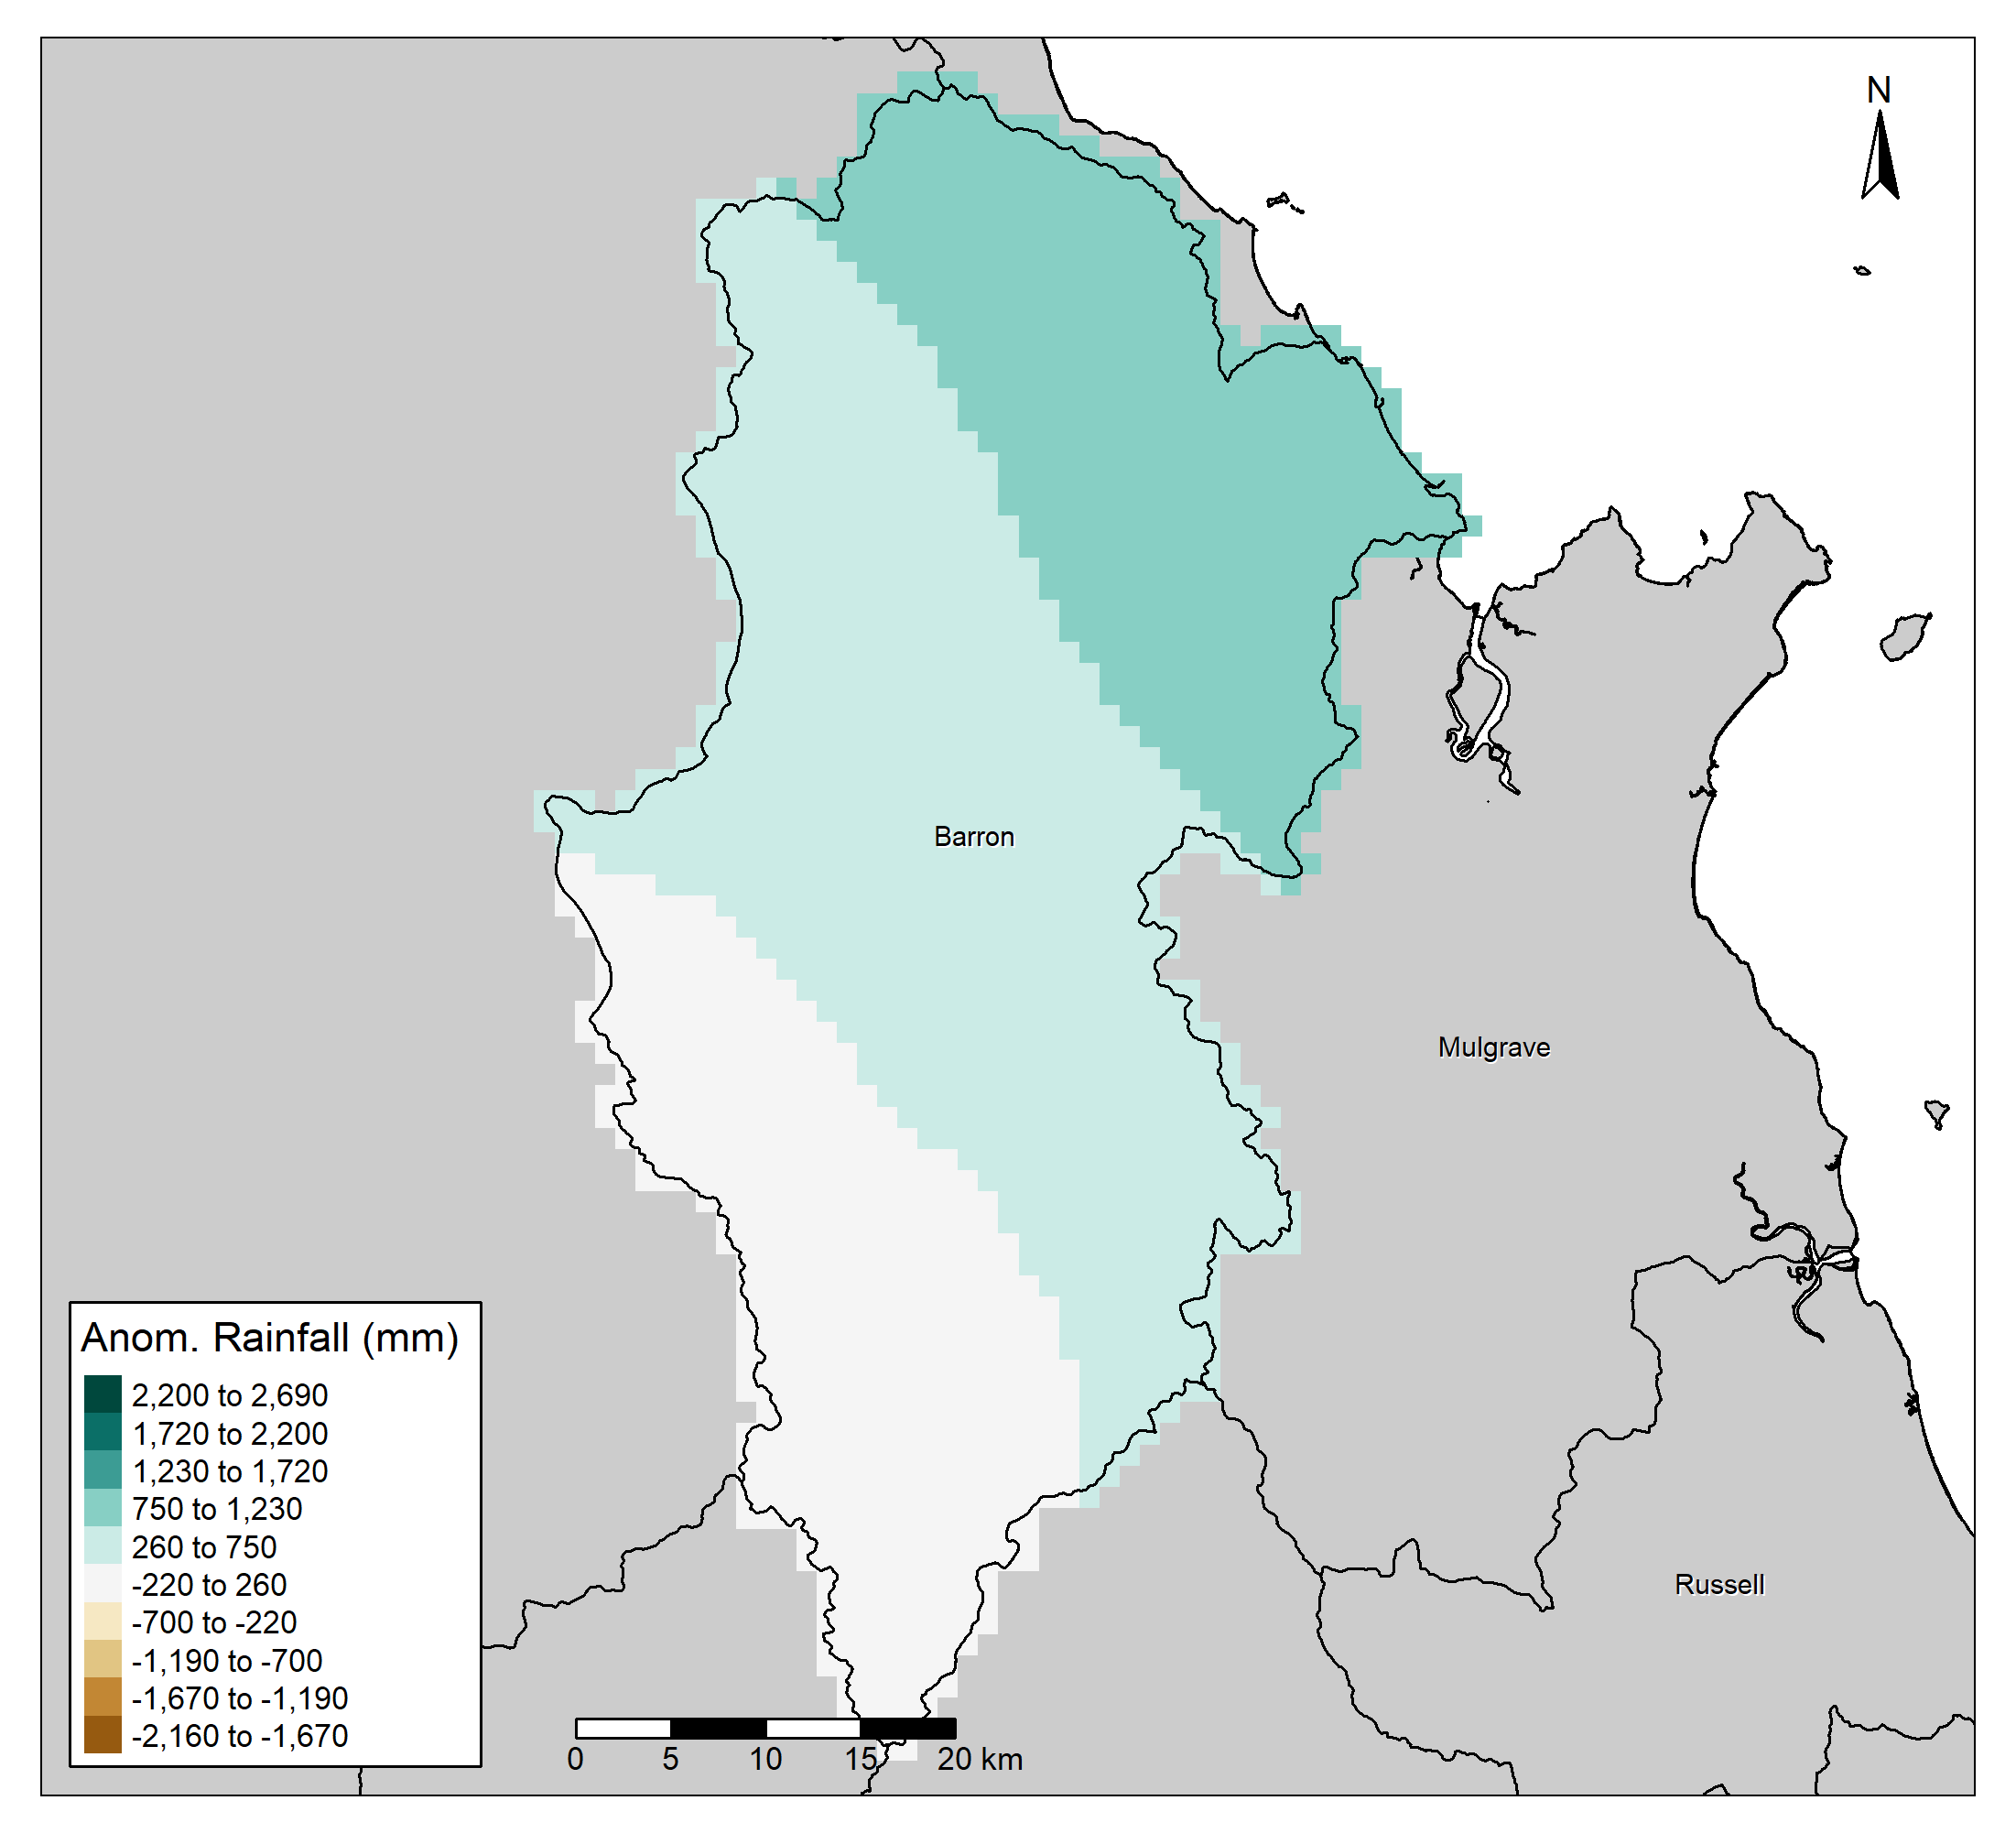 N
Barron
Mulgrave
Russell
Anom. Rainfall (mm)
2,200 to 2,690
1,720 to 2,200
1,230 to 1,720
750 to 1,230
260 to 750
-220 to 260
-700 to -220
-1,190 to -700
-1,670 to -1,190
-2,160 to -1,670
0 5 10 15 20 km